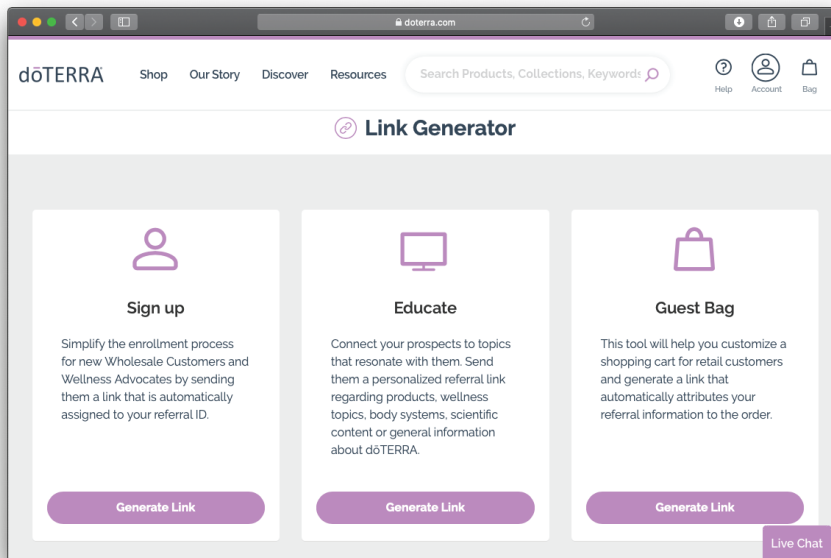 doterra.com
dōTERRA
Shop
Our Story
Discover
Resources
Search Products, Collections, Keywords
Help
Account
Bag
Link Generator
Sign up
Simplify the enrollment process
for new Wholesale Customers and
Wellness Advocates by sending
them a link that is automatically
assigned to your referral ID.
Generate Link
Educate
Connect your prospects to topics
that resonate with them. Send
them a personalized referral link
regarding products, wellness
topics, body systems, scientific
content or general information
about dōTERRA.
Generate Link
Guest Bag
This tool will help you customize a
shopping cart for retail customers
and generate a link that
automatically attributes your
referral information to the order.
Generate Link
Live Chat